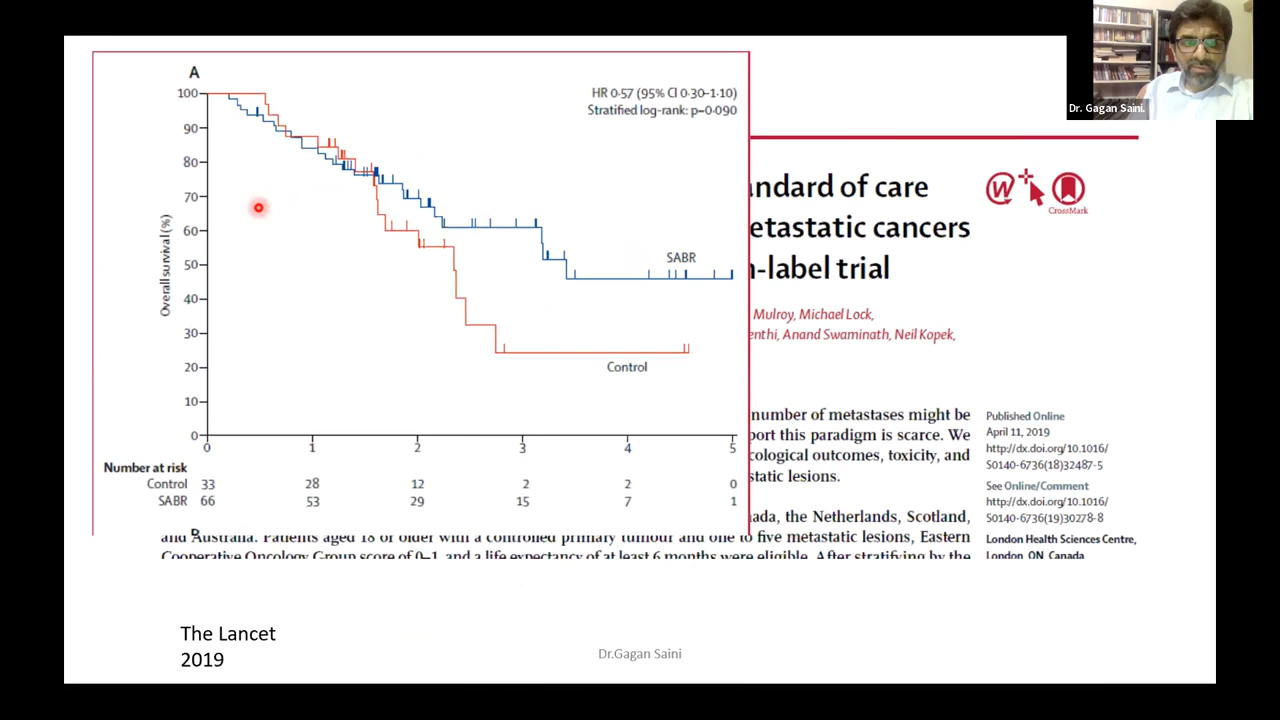 Dr. Gagan Saini.
A
HR 0·57 (95% CI 0·30–1·10)
Stratified log-rank: p=0·090
100
90
80
70
60
50
40
30
20
10
0
Overall survival (%)
SABR
Control
0 1 2 3 4 5
Number at risk
Control 33 28 12 2 2 0
SABR 66 53 29 15 7 1
andard of care
etastatic cancers
n-label trial
CrossMark
Mulroy, Michael Lock,
enthi, Anand Swaminath, Neil Kopek,
number of metastases might be
port this paradigm is scarce. We
cological outcomes, toxicity, and
static lesions.
nada, the Netherlands, Scotland,
and Australia. Patients aged 18 or older with a controlled primary tumour and one to five metastatic lesions, Eastern
Cooperative Oncology Group score of 0–1, and a life expectancy of at least 6 months were eligible. After stratifying by the
Published Online
April 11, 2019
http://dx.doi.org/10.1016/
S0140-6736(18)32487-5
See Online/Comment
http://dx.doi.org/10.1016/
S0140-6736(19)30278-8
London Health Sciences Centre,
London, ON, Canada
The Lancet
2019
Dr.Gagan Saini